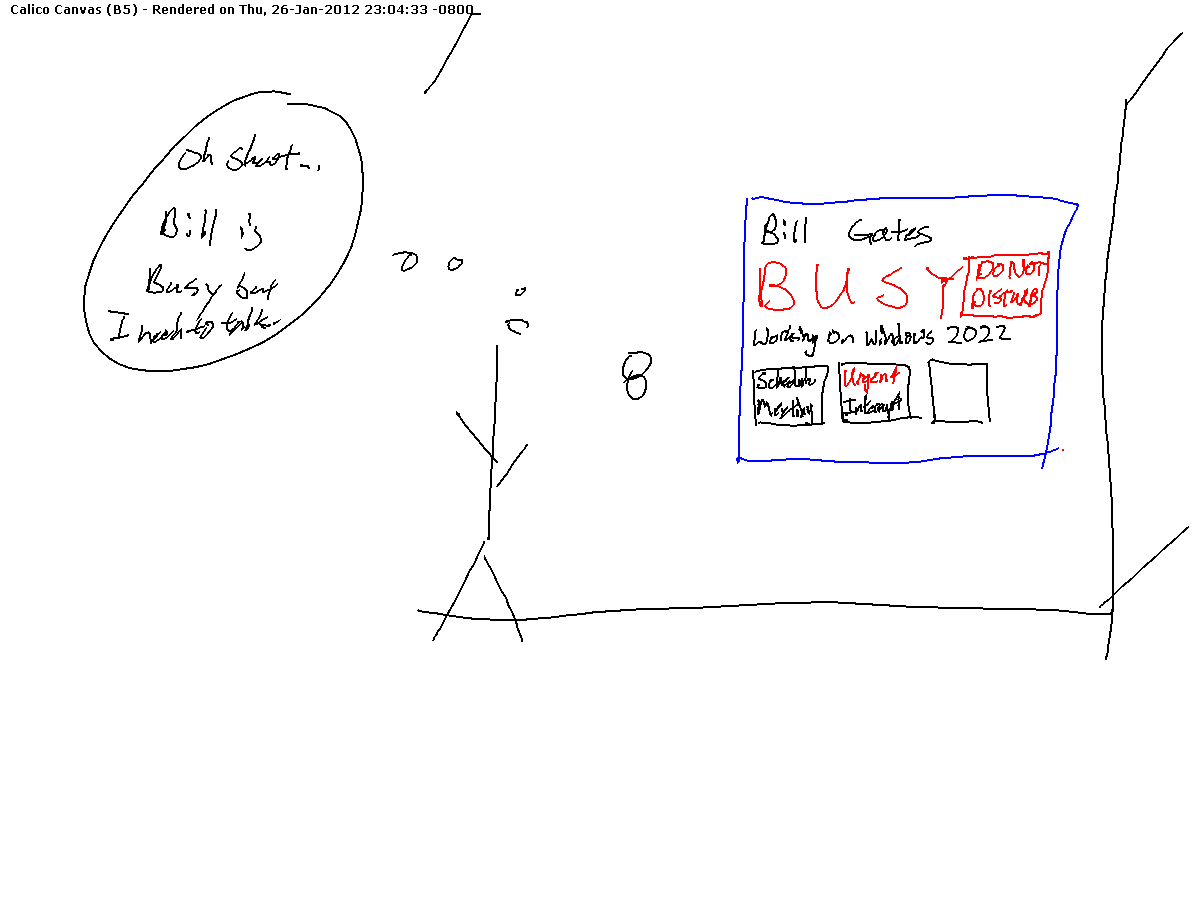 Calico Canvas (B5) - Rendered on Thu, 26-Jan-2012 23:04:33 -0800
Oh shoot...
Bill is
Busy but
I need to talk.
Bill Gates
BUSY
DO NOT
DISTURB
Working on Windows 2022
Schedule
Meeting
Urgent
Interrupt